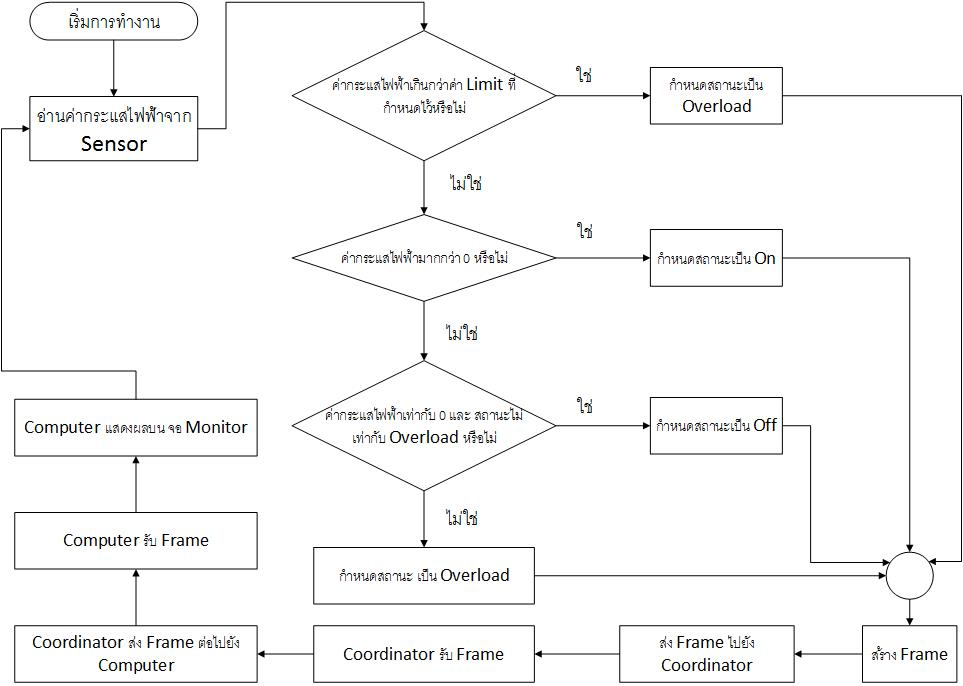 เริ่มการทำงาน
อ่านค่ากระแสไฟฟ้าจาก
Sensor
ค่ากระแสไฟฟ้าเกินกว่าค่า Limit ที่
กำหนดไว้หรือไม่
ใช่
กำหนดสถานะเป็น
Overload
ไม่ใช่
ค่ากระแสไฟฟ้ามากกว่า 0 หรือไม่
ใช่
กำหนดสถานะเป็น On
ไม่ใช่
ค่ากระแสไฟฟ้าเท่ากับ 0 และ สถานะไม่
เท่ากับ Overload หรือไม่
ใช่
กำหนดสถานะเป็น Off
ไม่ใช่
กำหนดสถานะ เป็น Overload
สร้าง Frame
ส่ง Frame ไปยัง
Coordinator
Coordinator รับ Frame
Coordinator ส่ง Frame ต่อไปยัง
Computer
Computer รับ Frame
Computer แสดงผลบน จอ Monitor